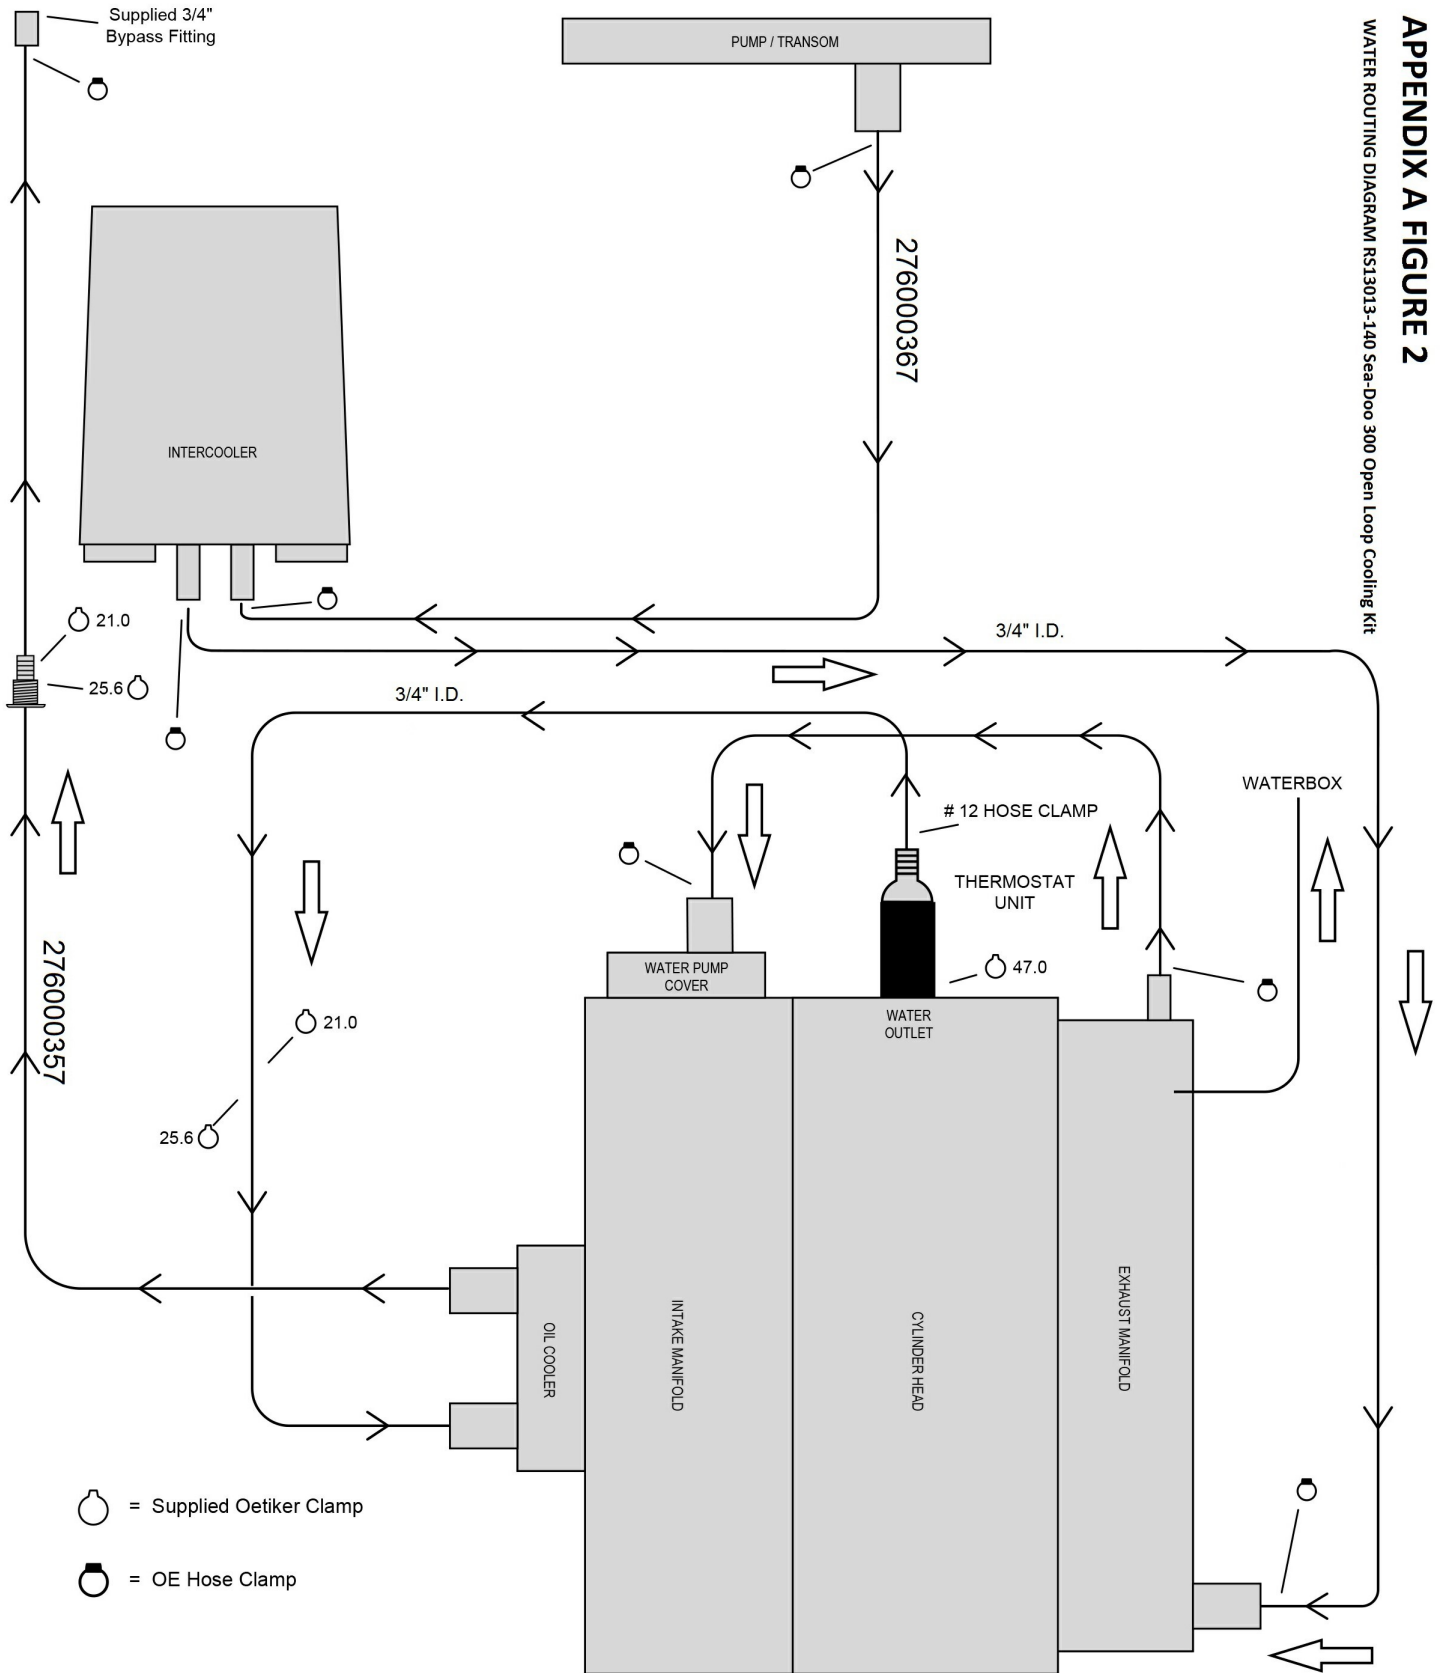 APPENDIX A FIGURE 2
WATER ROUTING DIAGRAM RS13013-140 Sea-Doo 300 Open Loop Cooling Kit
Supplied 3/4"
Bypass Fitting
PUMP / TRANSOM
276000367
INTERCOOLER
21.0
25.6
3/4" I.D.
3/4" I.D.
WATERBOX
# 12 HOSE CLAMP
THERMOSTAT
UNIT
47.0
WATER PUMP
COVER
WATER
OUTLET
276000357
21.0
25.6
OIL COOLER
INTAKE MANIFOLD
CYLINDER HEAD
EXHAUST MANIFOLD
= Supplied Oetiker Clamp
= OE Hose Clamp